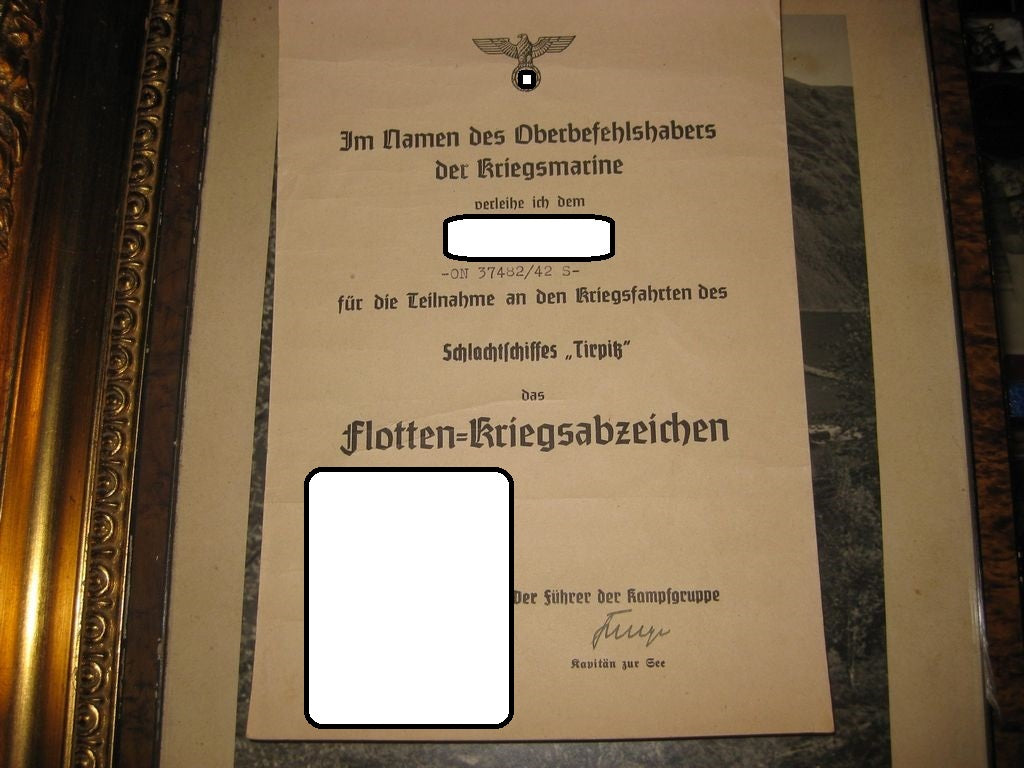 Im Namen des Oberbefehlshabers
der Kriegsmarine
verleihe ich dem
-ON 37482/42 S-
für die Teilnahme an den Kriegsfahrten des
Schlachtschiffes „Tirpitz“
das
Flotten=Kriegsabzeichen
Der Führer der Kampfgruppe
Kapitän zur See